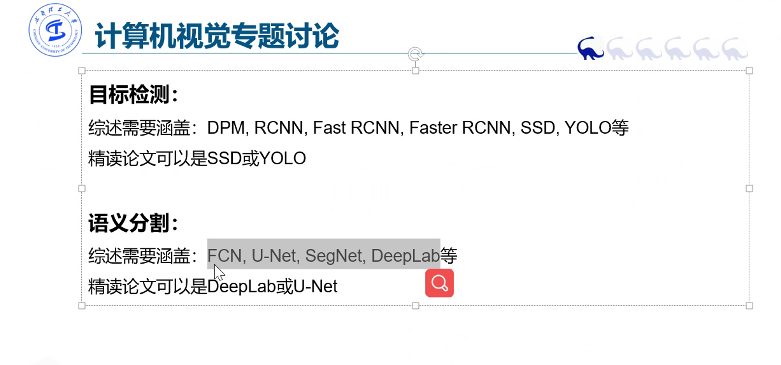 计算机视觉专题讨论
目标检测：
综述需要涵盖：DPM, RCNN, Fast RCNN, Faster RCNN, SSD, YOLO等
精读论文可以是SSD或YOLO
语义分割：
综述需要涵盖：FCN, U-Net, SegNet, DeepLab等
精读论文可以是DeepLab或U-Net